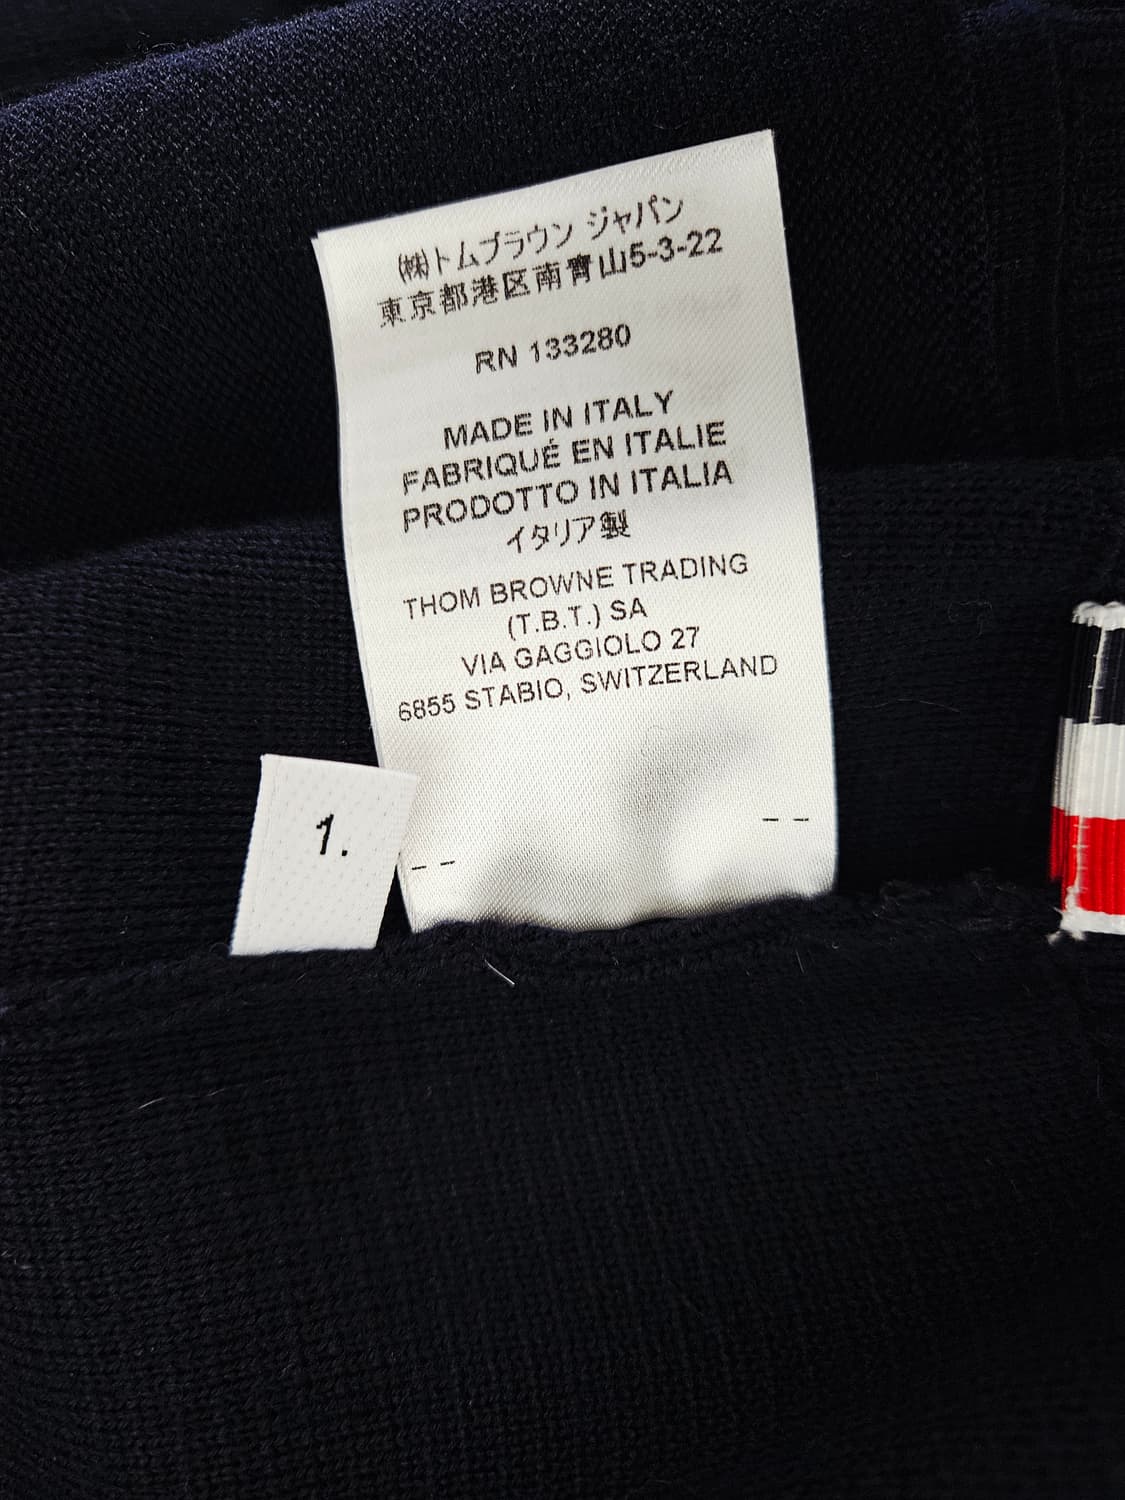 ㈱トムブラウン ジャパン
東京都港区南青山5-3-22
RN 133280
MADE IN ITALY
FABRIQUÉ EN ITALIE
PRODOTTO IN ITALIA
イタリア製
THOM BROWNE TRADING
(T.B.T.) SA
VIA GAGGIOLO 27
6855 STABIO, SWITZERLAND
1.